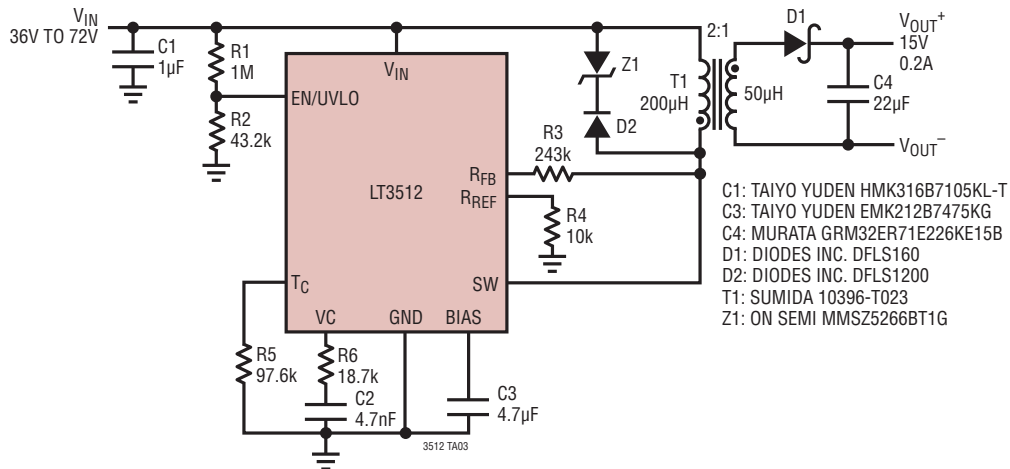 VIN
36V TO 72V
C1
1µF
R1
1M
R2
43.2k
VIN
EN/UVLO
LT3512
RFB
RREF
SW
TC
VC
GND
BIAS
Z1
D2
R3
243k
R4
10k
T1
200µH
2:1
50µH
D1
VOUT+
15V
0.2A
C4
22µF
VOUT–
R5
97.6k
R6
18.7k
C2
4.7nF
C3
4.7µF
3512 TA03
C1: TAIYO YUDEN HMK316B7105KL-T
C3: TAIYO YUDEN EMK212B7475KG
C4: MURATA GRM32ER71E226KE15B
D1: DIODES INC. DFLS160
D2: DIODES INC. DFLS1200
T1: SUMIDA 10396-T023
Z1: ON SEMI MMSZ5266BT1G